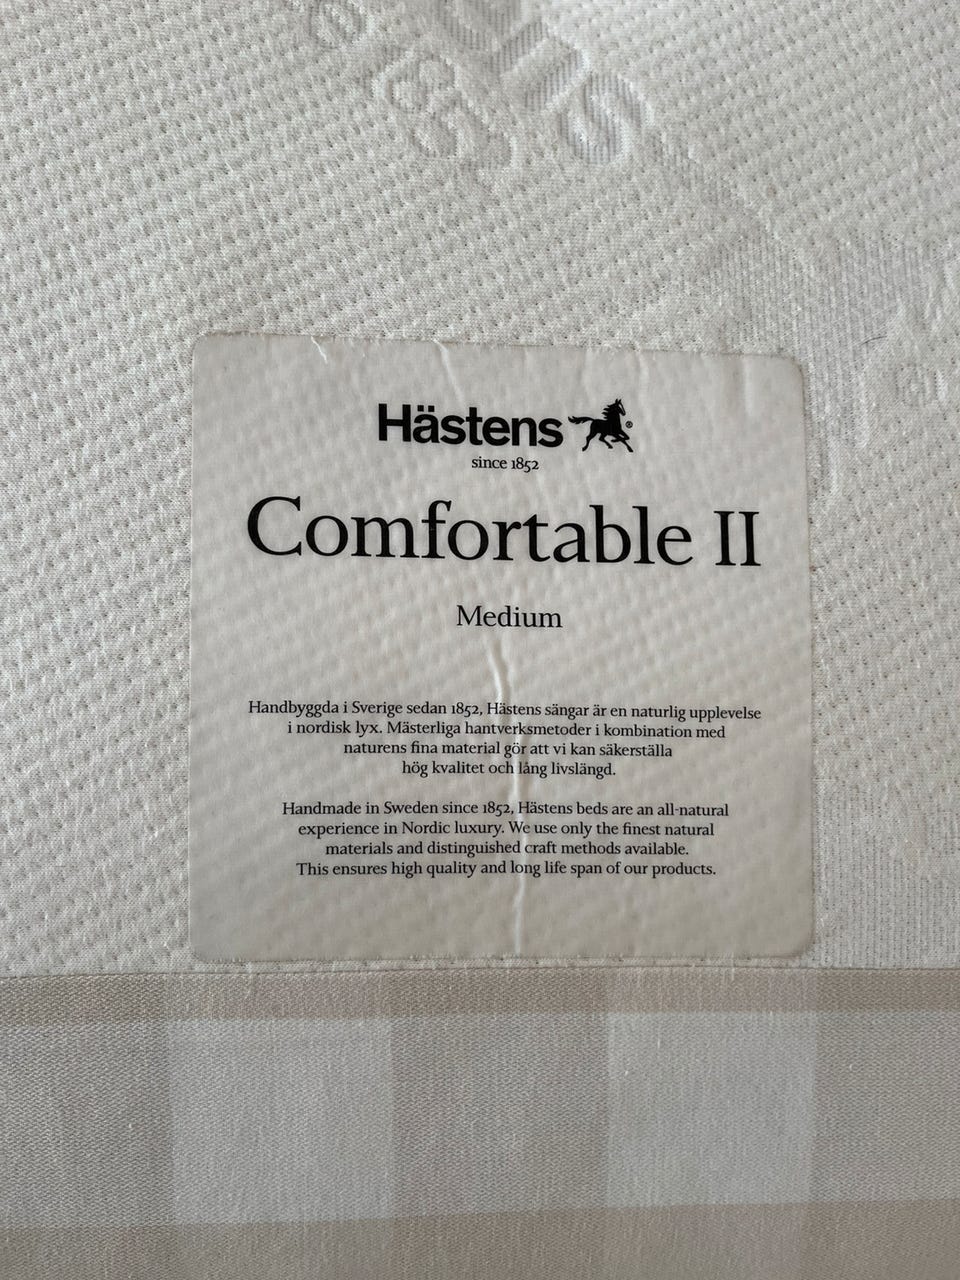 Hästens
since 1852
Comfortable II
Medium
Handbyggda i Sverige sedan 1852, Hästens sängar är en naturlig upplevelse
i nordisk lyx. Mästerliga hantverksmetoder i kombination med
naturens fina material gör att vi kan säkerställa
hög kvalitet och lång livslängd.
Handmade in Sweden since 1852, Hästens beds are an all-natural
experience in Nordic luxury. We use only the finest natural
materials and distinguished craft methods available.
This ensures high quality and long life span of our products.